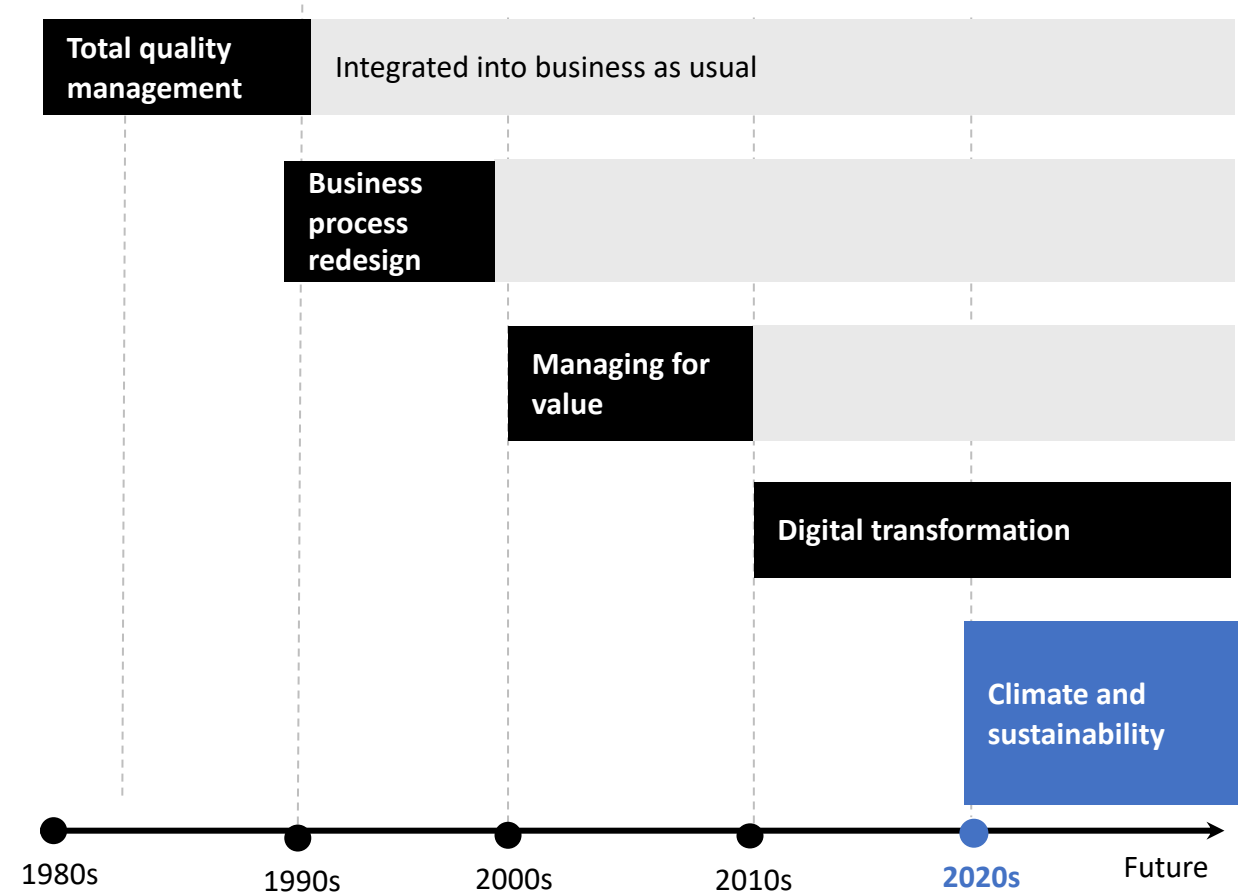 Total quality
management
Integrated into business as usual
Business
process
redesign
Managing for
value
Digital transformation
Climate and
sustainability
1980s
1990s
2000s
2010s
2020s
Future